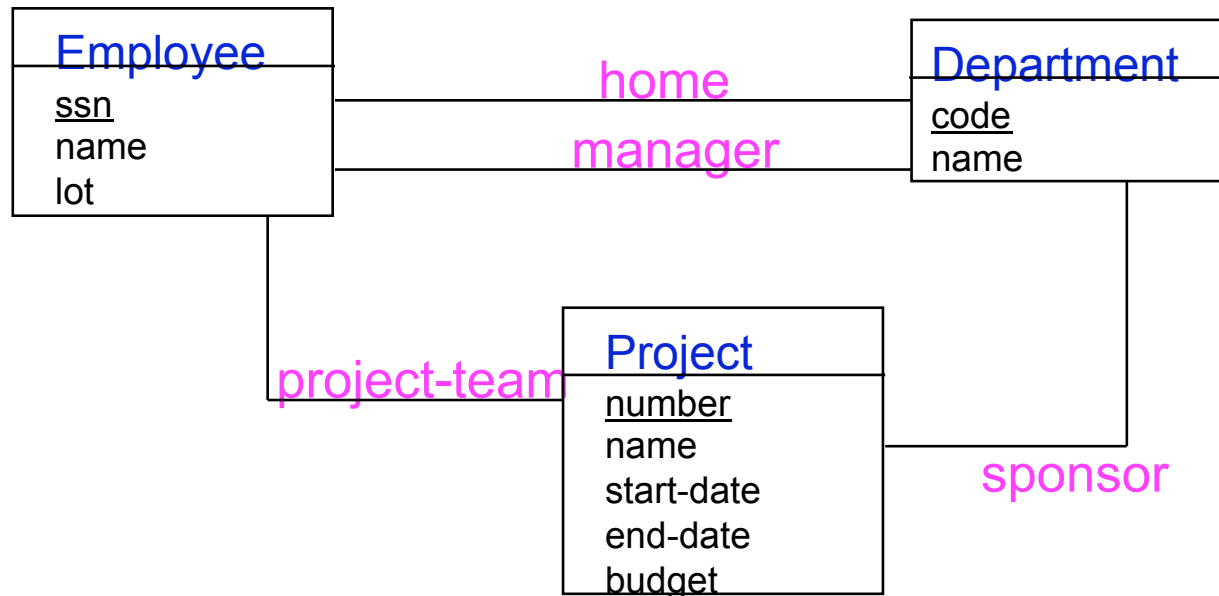 Employee
ssn
name
lot
home
manager
Department
code
name
project-team
Project
number
name
start-date
end-date
budget
sponsor